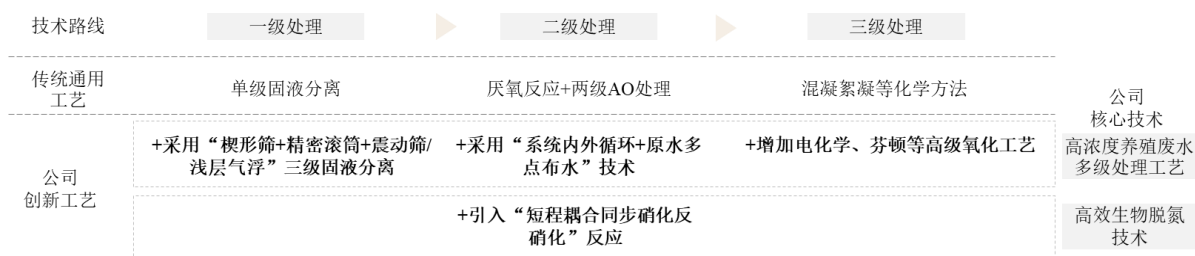 技术路线
一级处理
二级处理
三级处理
传统通用
工艺
单级固液分离
厌氧反应+两级AO处理
混凝絮凝等化学方法
公司
核心技术
公司
创新工艺
+采用“楔形筛+精密滚筒+震动筛/
浅层气浮”三级固液分离
+采用“系统内外循环+原水多
点布水”技术
+增加电化学、芬顿等高级氧化工艺
高浓度养殖废水
多级处理工艺
+引入“短程耦合同步硝化反
硝化”反应
高效生物脱氮
技术